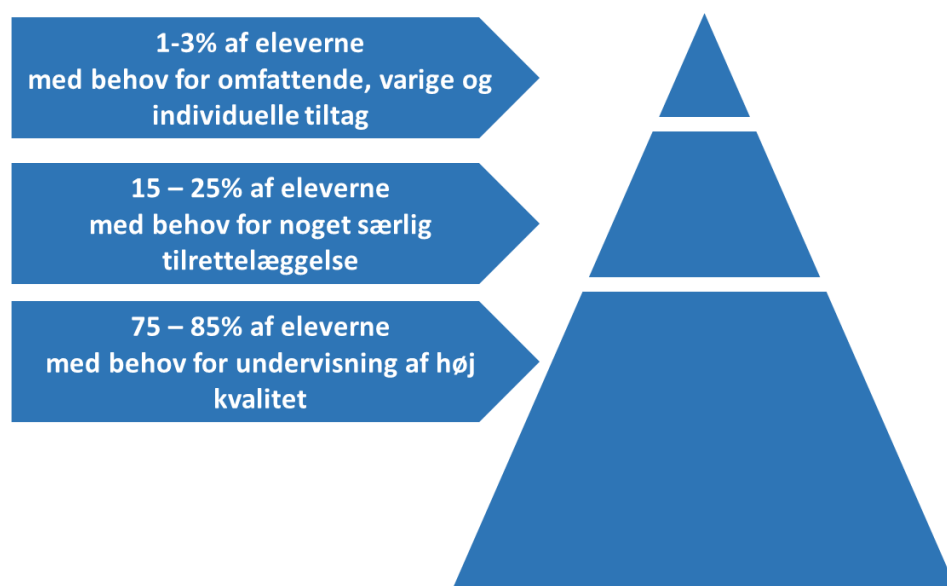 1-3% af eleverne
med behov for omfattende, varige og
individuelle tiltag
15 – 25% af eleverne
med behov for noget særlig
tilrettelæggelse
75 – 85% af eleverne
med behov for undervisning af høj
kvalitet